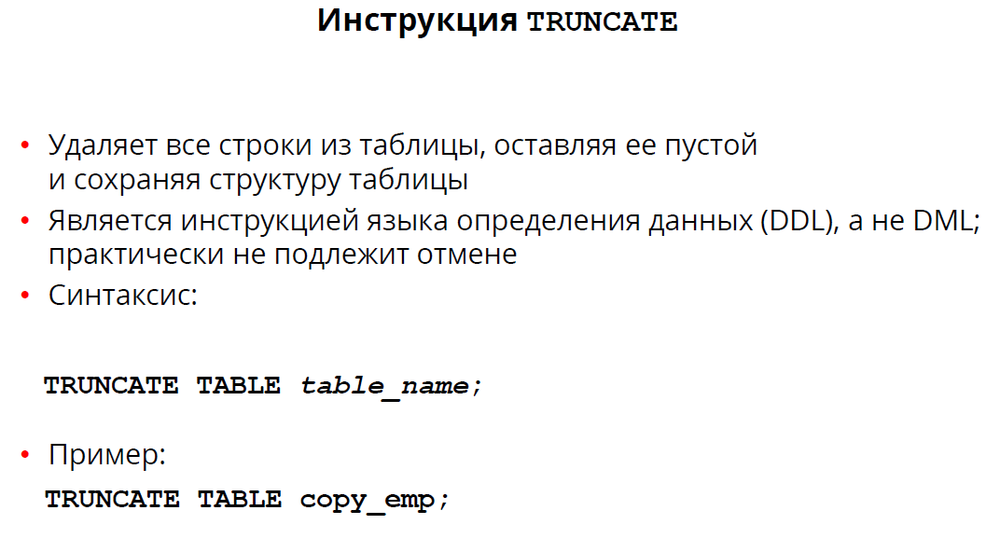 Инструкция TRUNCATE
• Удаляет все строки из таблицы, оставляя ее пустой
и сохраняя структуру таблицы
• Является инструкцией языка определения данных (DDL), а не DML;
практически не подлежит отмене
• Синтаксис:
TRUNCATE TABLE table_name;
• Пример:
TRUNCATE TABLE copy_emp;